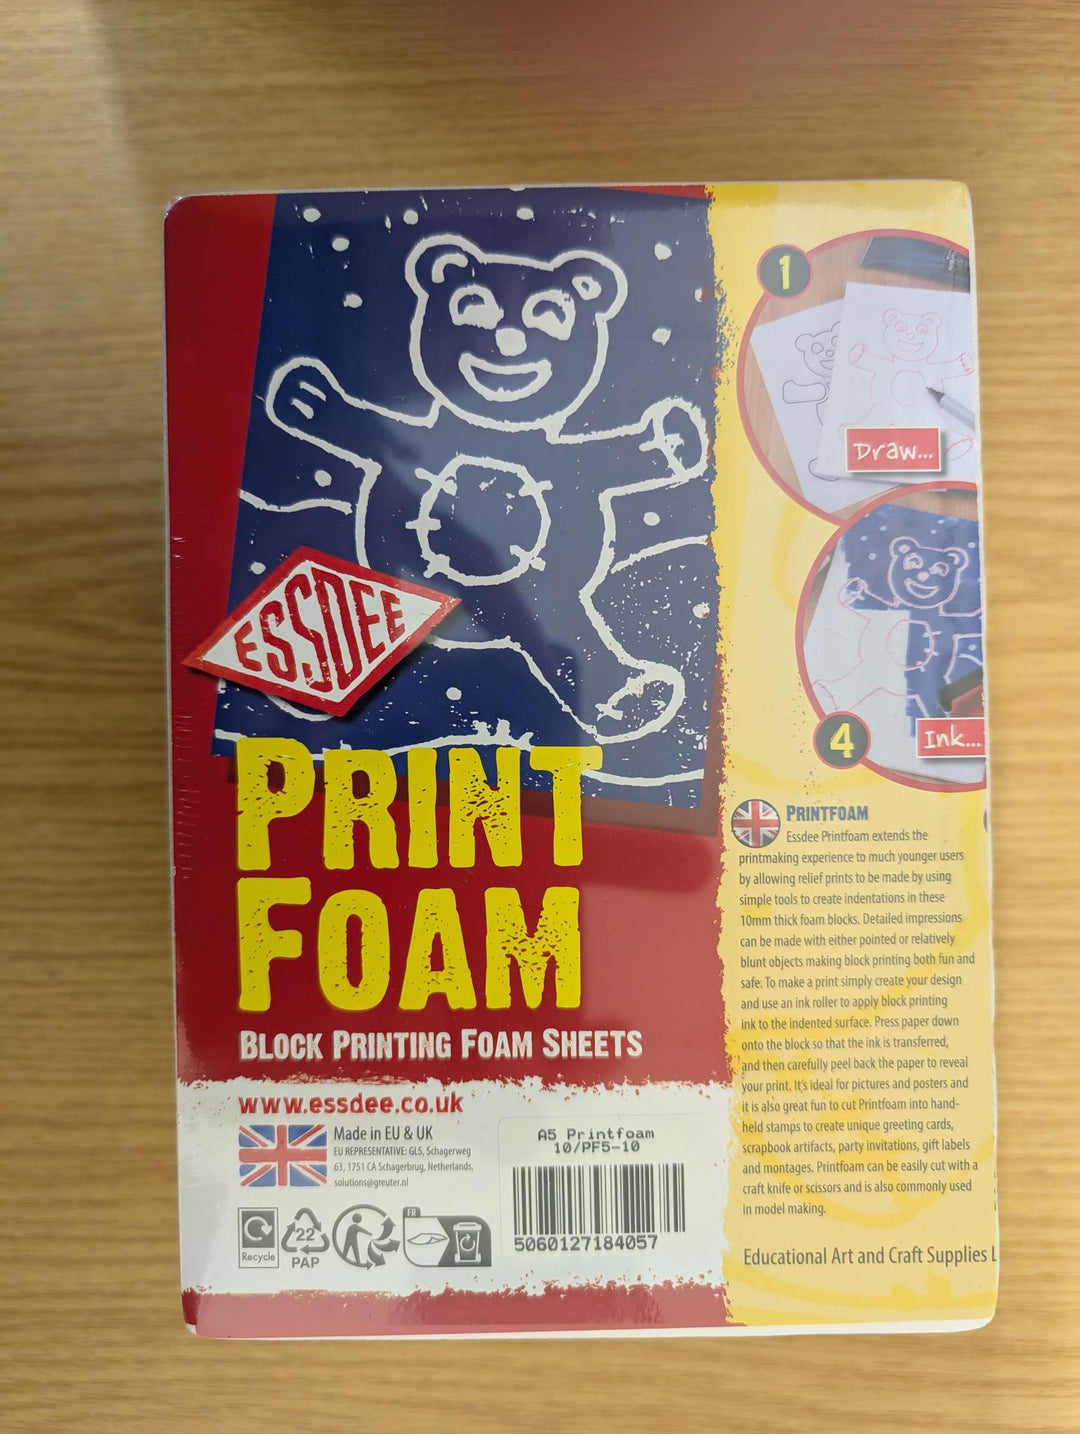 ESSDEE
PRINT
FOAM
BLOCK PRINTING FOAM SHEETS
www.essdee.co.uk
Made in EU & UK
EU REPRESENTATIVE: GLS, Schagerweg
63, 1751 CA Schagerbrug, Netherlands,
solutions@greuter.nl
Recycle
22
PAP
FR
A5 Printfoam
10/PF5-10
5060127184057
1
Draw...
4
Ink...
PRINTFOAM
Essdee Printfoam extends the
printmaking experience to much younger users
by allowing relief prints to be made by using
simple tools to create indentations in these
10mm thick foam blocks. Detailed impressions
can be made with either pointed or relatively
blunt objects making block printing both fun and
safe. To make a print simply create your design
and use an ink roller to apply block printing
ink to the indented surface. Press paper down
onto the block so that the ink is transferred,
and then carefully peel back the paper to reveal
your print. It's ideal for pictures and posters and
it is also great fun to cut Printfoam into hand-
held stamps to create unique greeting cards,
scrapbook artifacts, party invitations, gift labels
and montages. Printfoam can be easily cut with a
craft knife or scissors and is also commonly used
in model making.
Educational Art and Craft Supplies L